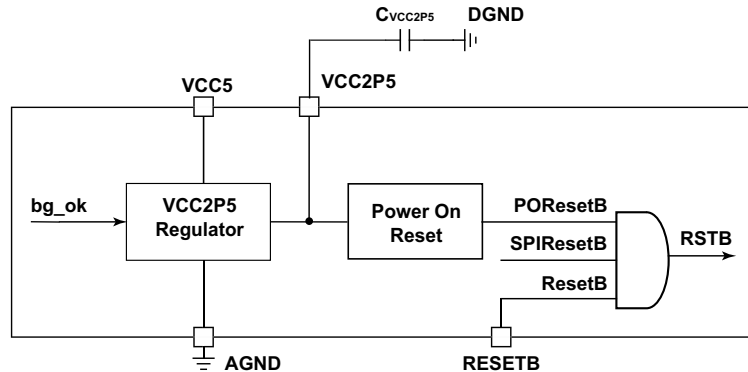 CVCC2P5
DGND
VCC5
VCC2P5
bg_ok
VCC2P5
Regulator
Power On
Reset
POResetB
SPIResetB
ResetB
RSTB
AGND
RESETB